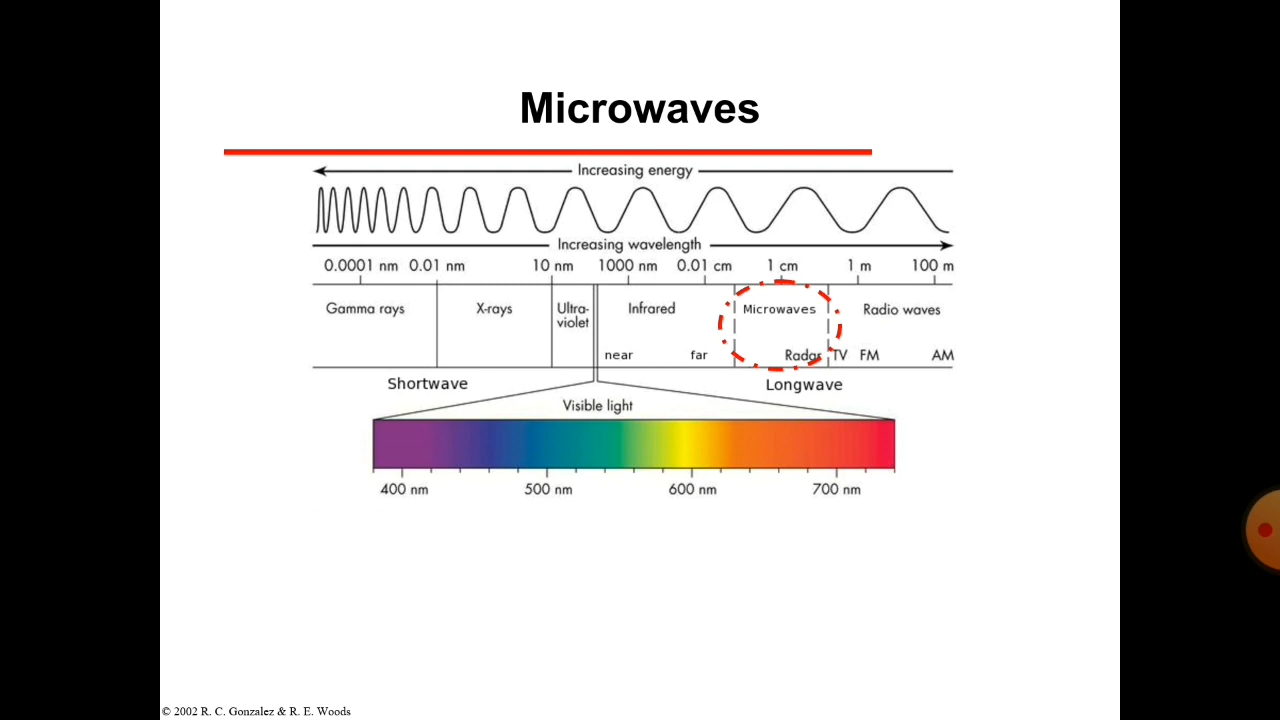 Microwaves
Increasing energy
Increasing wavelength
0.0001 nm 0.01 nm 10 nm 1000 nm 0.01 cm 1 cm 1 m 100 m
Gamma rays X-rays Ultra- Infrared Microwaves Radio waves
violet
near far Radar TV FM AM
Shortwave Longwave
Visible light
400 nm 500 nm 600 nm 700 nm
© 2002 R. C. Gonzalez & R. E. Woods